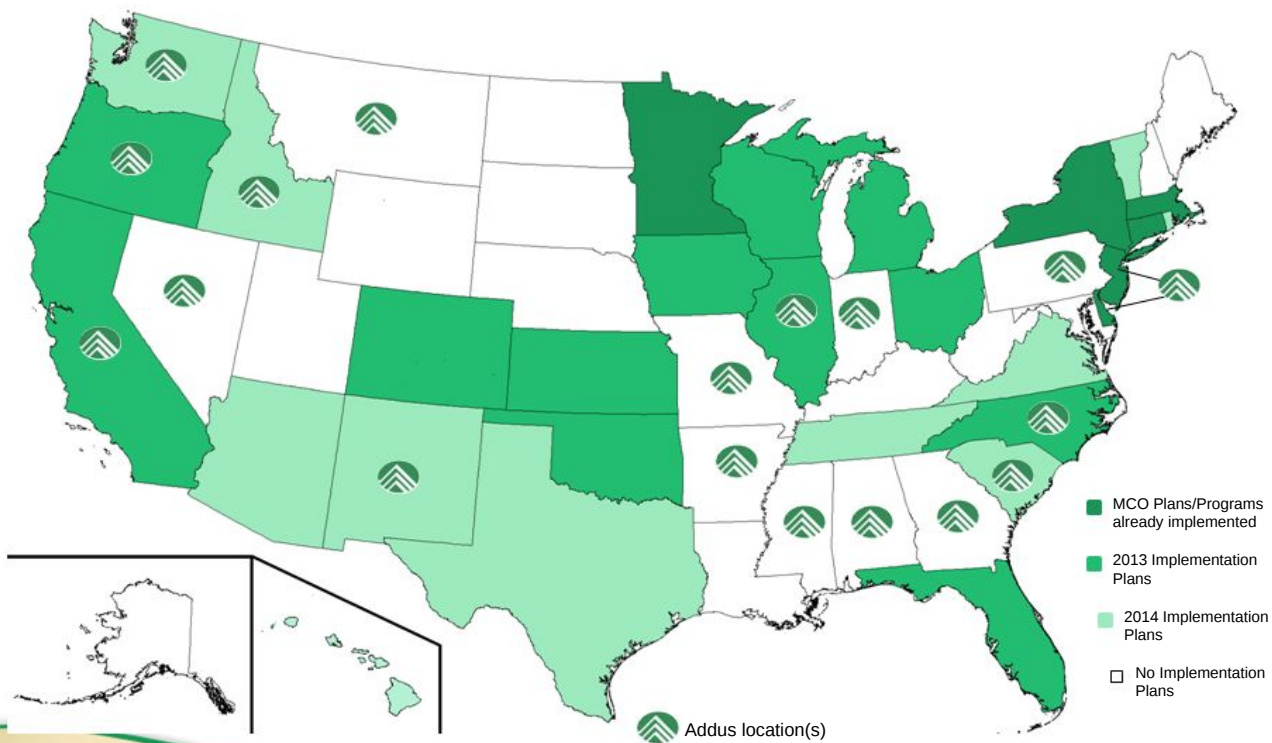 MCO Plans/Programs
already implemented
2013 Implementation
Plans
2014 Implementation
Plans
No Implementation
Plans
Addus location(s)